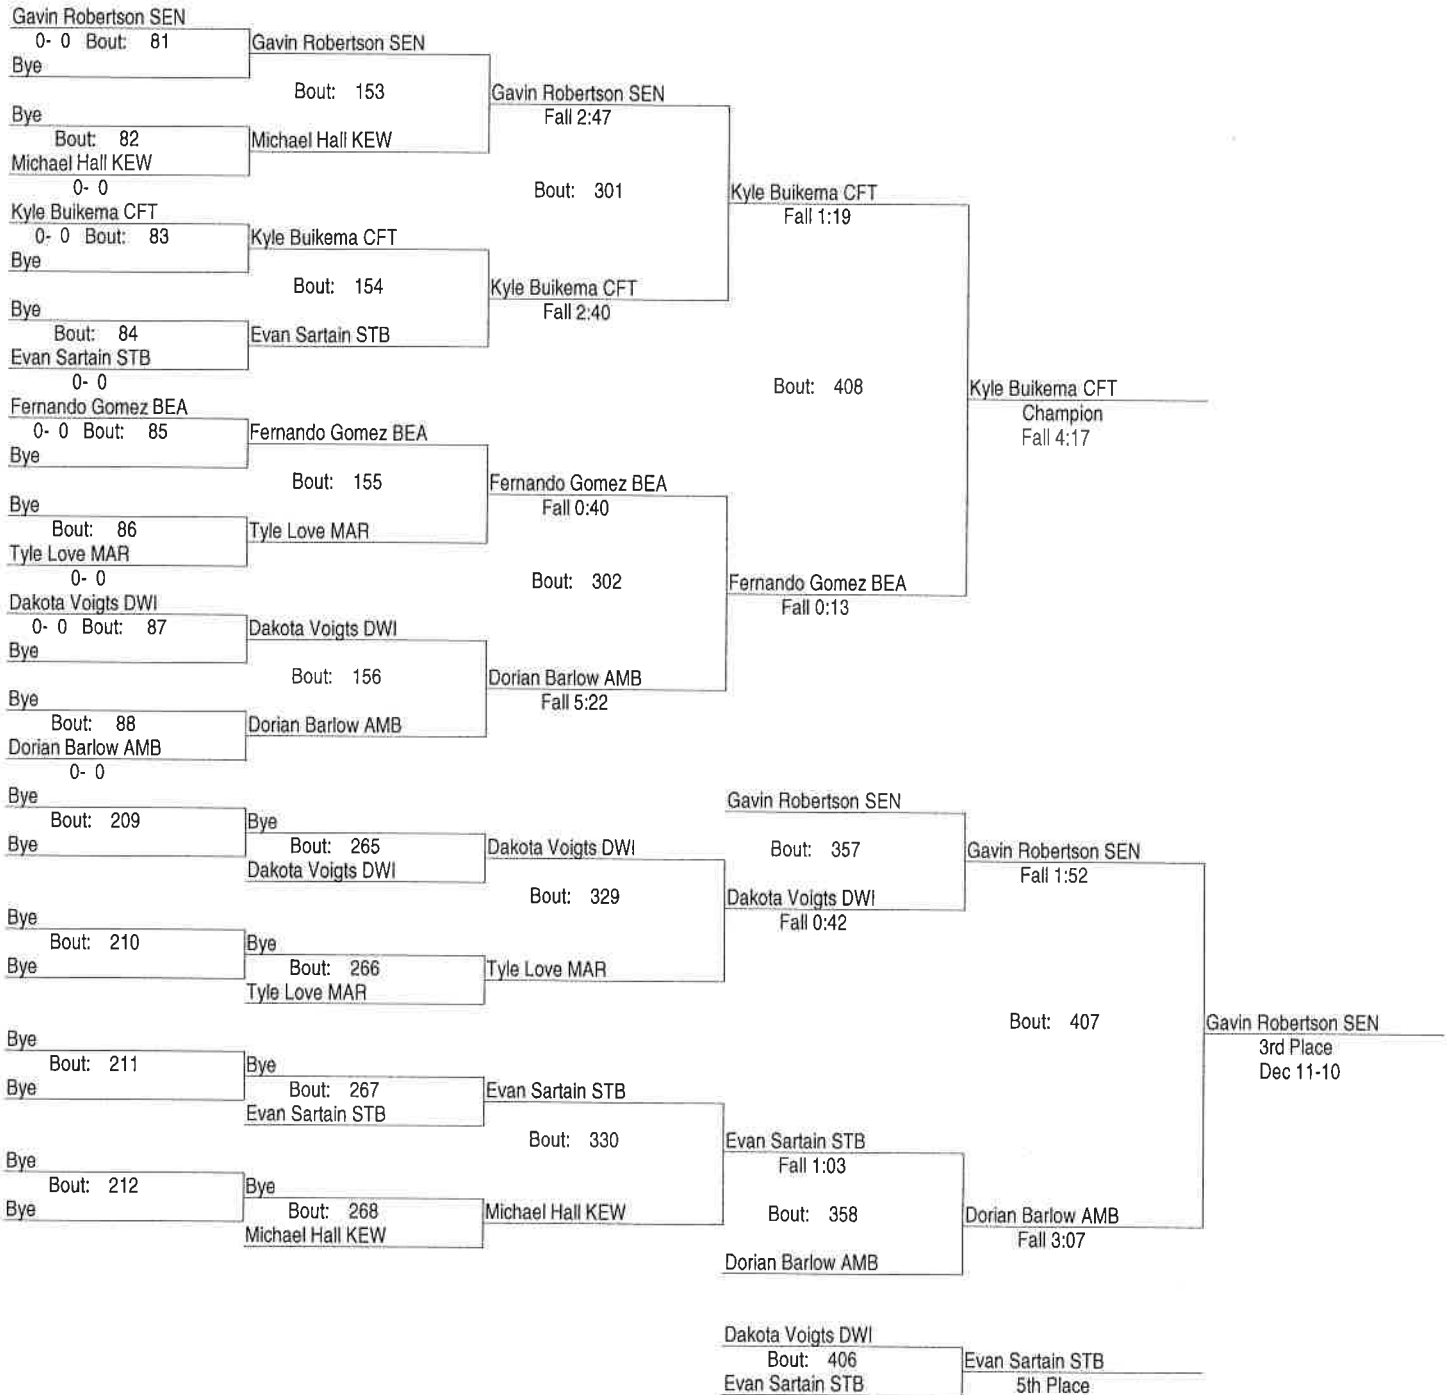 Gavin Robertson SEN
0- 0 Bout: 81
Bye
Bye
Bout: 82
Michael Hall KEW
0- 0
Kyle Buikema CFT
0- 0 Bout: 83
Bye
Bye
Bout: 84
Evan Sartain STB
0- 0
Fernando Gomez BEA
0- 0 Bout: 85
Bye
Bye
Bout: 86
Tyle Love MAR
0- 0
Dakota Voigts DWI
0- 0 Bout: 87
Bye
Bye
Bout: 88
Dorian Barlow AMB
0- 0
Gavin Robertson SEN
Bout: 153
Michael Hall KEW
Kyle Buikema CFT
Bout: 154
Evan Sartain STB
Fernando Gomez BEA
Bout: 155
Tyle Love MAR
Dakota Voigts DWI
Bout: 156
Dorian Barlow AMB
Gavin Robertson SEN
Fall 2:47
Bout: 301
Kyle Buikema CFT
Fall 2:40
Fernando Gomez BEA
Fall 0:40
Bout: 302
Dorian Barlow AMB
Fall 5:22
Kyle Buikema CFT
Fall 1:19
Bout: 408
Fernando Gomez BEA
Fall 0:13
Kyle Buikema CFT
Champion
Fall 4:17
Bye
Bout: 209
Bye
Bye
Bout: 210
Bye
Bye
Bout: 211
Bye
Bye
Bout: 212
Bye
Bye
Bout: 265
Dakota Voigts DWI
Bye
Bout: 266
Tyle Love MAR
Bye
Bout: 267
Evan Sartain STB
Bye
Bout: 268
Michael Hall KEW
Dakota Voigts DWI
Bout: 329
Tyle Love MAR
Evan Sartain STB
Bout: 330
Michael Hall KEW
Gavin Robertson SEN
Bout: 357
Dakota Voigts DWI
Fall 0:42
Evan Sartain STB
Fall 1:03
Bout: 358
Dorian Barlow AMB
Gavin Robertson SEN
Fall 1:52
Bout: 407
Dorian Barlow AMB
Fall 3:07
Gavin Robertson SEN
3rd Place
Dec 11-10
Dakota Voigts DWI
Bout: 406
Evan Sartain STB
Evan Sartain STB
5th Place